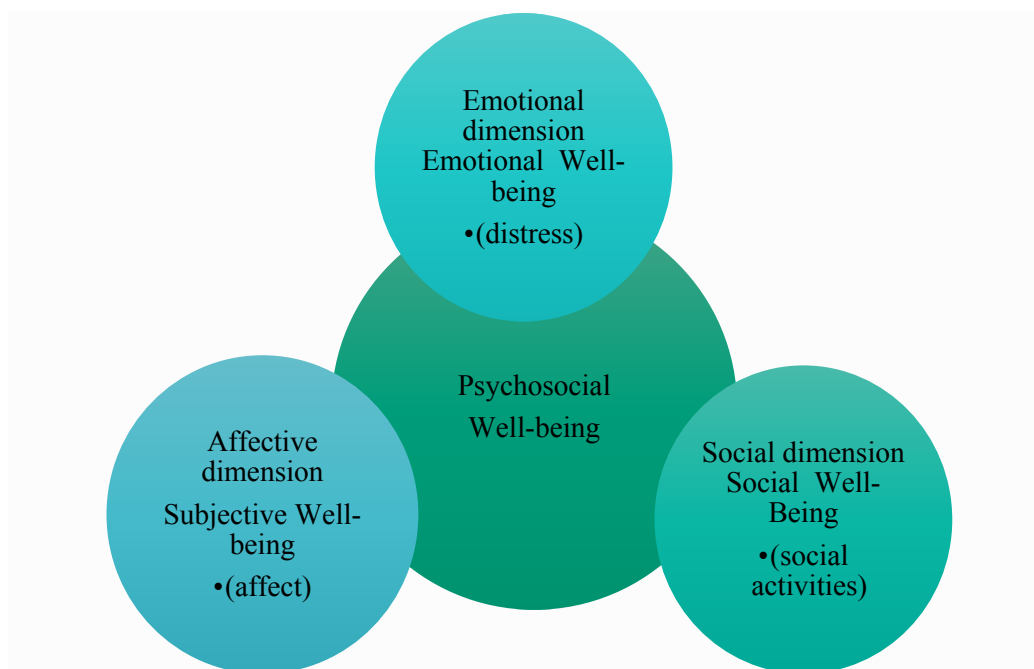 Emotional
dimension
Emotional Well-
being
•(distress)
Psychosocial
Well-being
Affective
dimension
Subjective Well-
being
•(affect)
Social dimension
Social Well-
Being
•(social
activities)